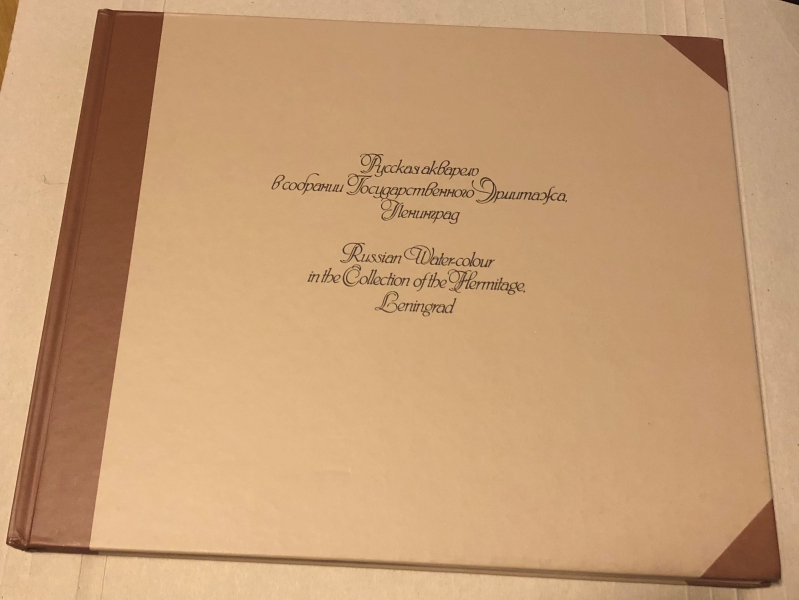 Русская акварель
в собрании Государственного Эрмитажа.
Ленинград
Russian Water-colour
in the Collection of the Hermitage.
Leningrad